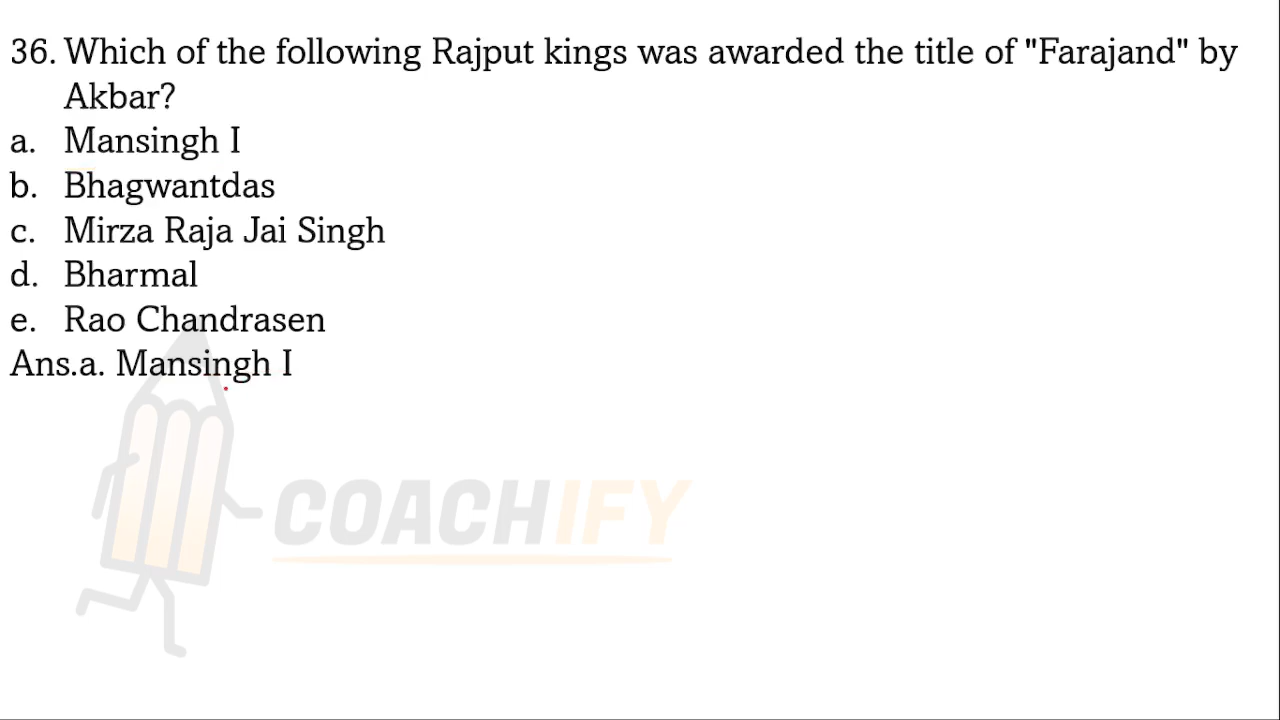 36. Which of the following Rajput kings was awarded the title of "Farajand" by
Akbar?
a. Mansingh I
b. Bhagwantdas
c. Mirza Raja Jai Singh
d. Bharmal
e. Rao Chandrasen
Ans.a. Mansingh I
COACHIFY